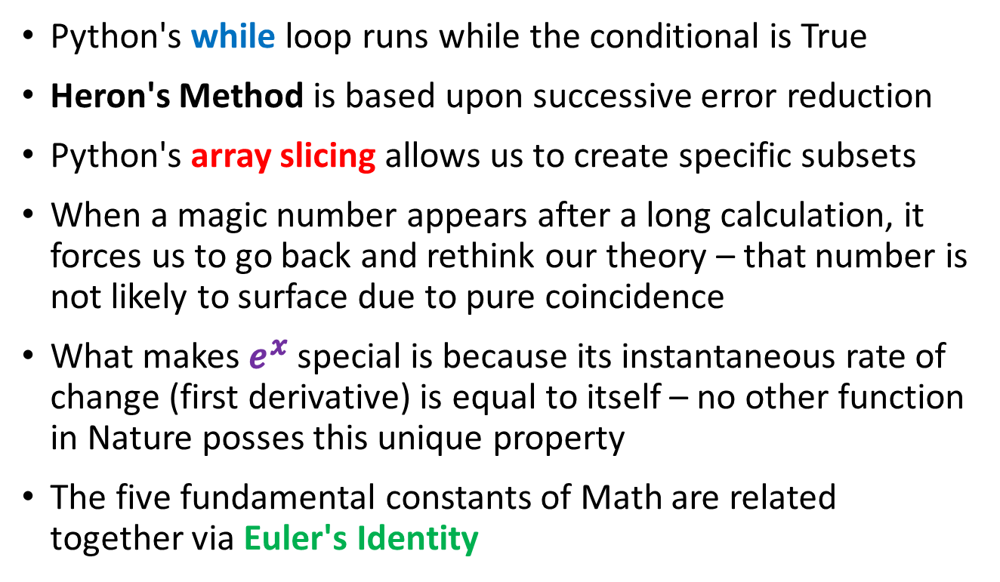 • Python's while loop runs while the conditional is True
• Heron's Method is based upon successive error reduction
• Python's array slicing allows us to create specific subsets
• When a magic number appears after a long calculation, it
forces us to go back and rethink our theory – that number is
not likely to surface due to pure coincidence
• What makes eˣ special is because its instantaneous rate of
change (first derivative) is equal to itself – no other function
in Nature posses this unique property
• The five fundamental constants of Math are related
together via Euler's Identity